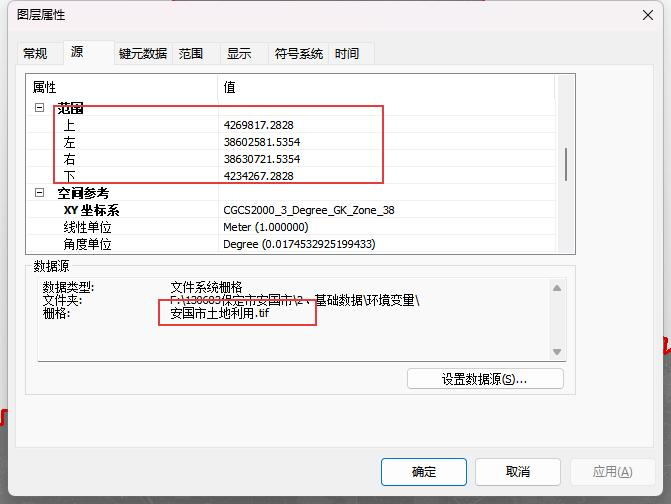 图层属性
常规 源 键元数据 范围 显示 符号系统 时间
属性 值
范围
上 4269817.2828
左 38602581.5354
右 38630721.5354
下 4234267.2828
空间参考
XY 坐标系 CGCS2000_3_Degree_GK_Zone_38
线性单位 Meter (1.000000)
角度单位 Degree (0.0174532925199433)
数据源
数据类型: 文件系统栅格
文件夹: F:\130683保定市安国市\2、基础数据\环境变量\
栅格: 安国市土地利用.tif
设置数据源(S)...
确定 取消 应用(A)